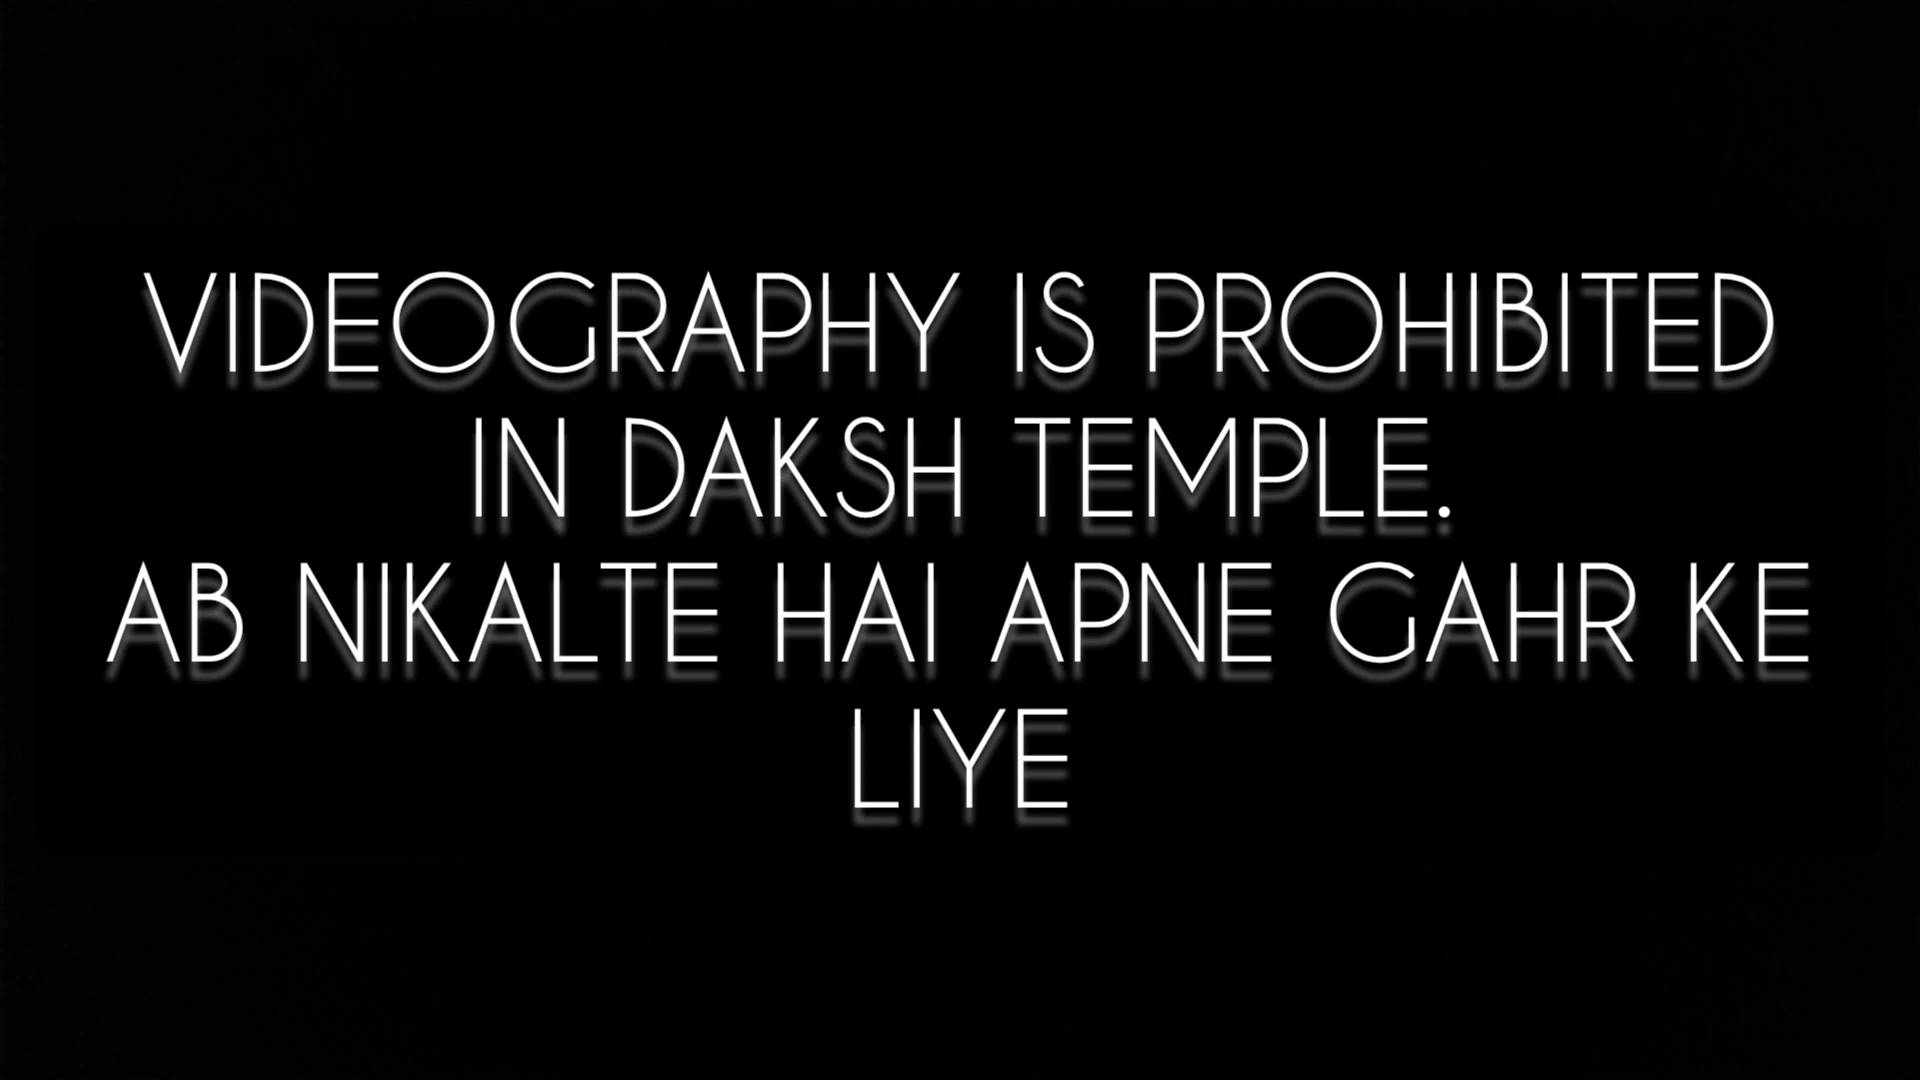 VIDEOGRAPHY IS PROHIBITED
IN DAKSH TEMPLE.
AB NIKALTE HAI APNE GAHR KE
LIYE